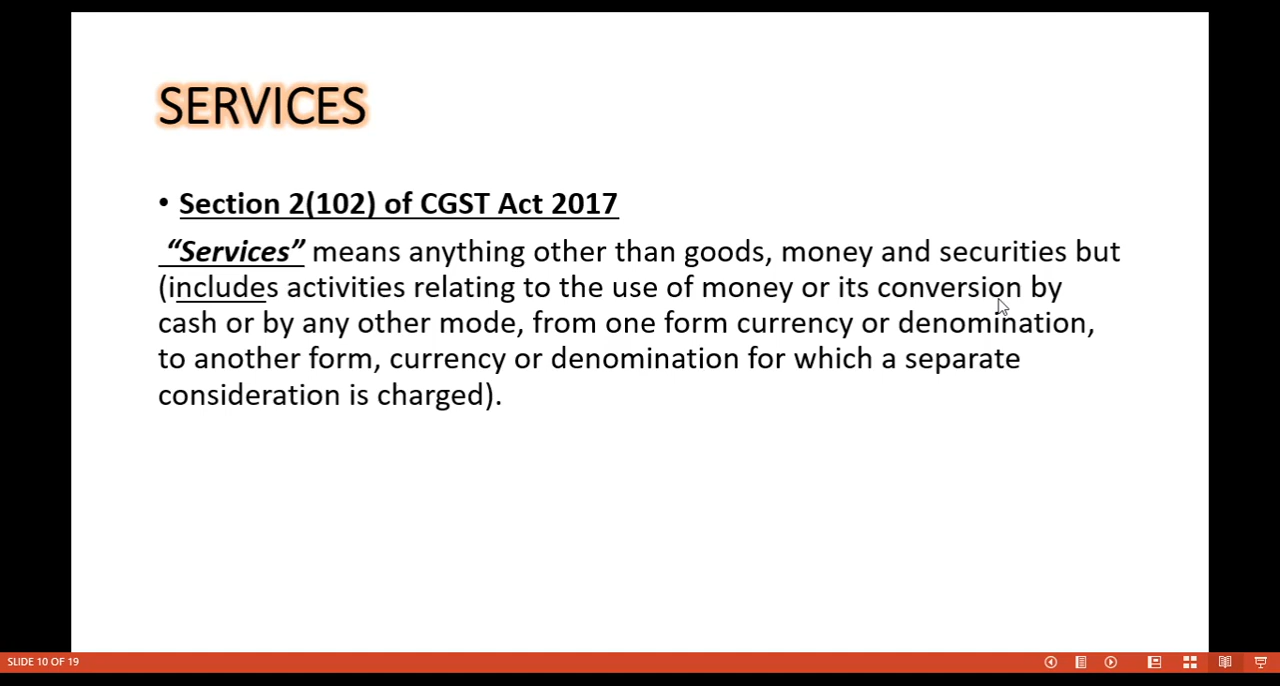 SERVICES
• Section 2(102) of CGST Act 2017
“Services” means anything other than goods, money and securities but
(includes activities relating to the use of money or its conversion by
cash or by any other mode, from one form currency or denomination,
to another form, currency or denomination for which a separate
consideration is charged).
SLIDE 10 OF 19